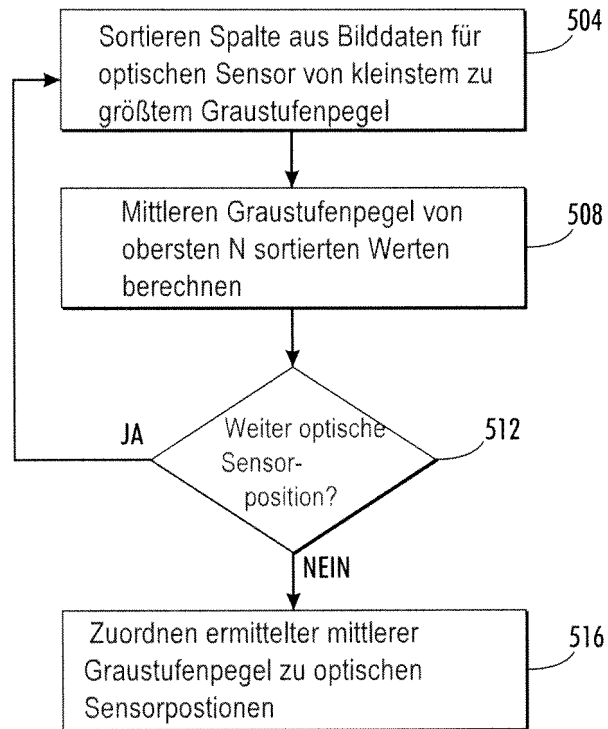 Sortieren Spalte aus Bilddaten für
optischen Sensor von kleinstem zu
größtem Graustufenpegel
504
Mittleren Graustufenpegel von
obersten N sortierten Werten
berechnen
508
JA
Weiter optische
Sensor-
position?
512
NEIN
Zuordnen ermittelter mittlerer
Graustufenpegel zu optischen
Sensorpostionen
516